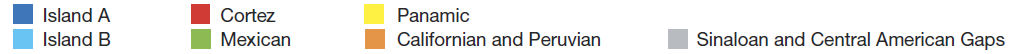 Island A Cortez Panamic
Island B Mexican Californian and Peruvian Sinaloan and Central American Gaps